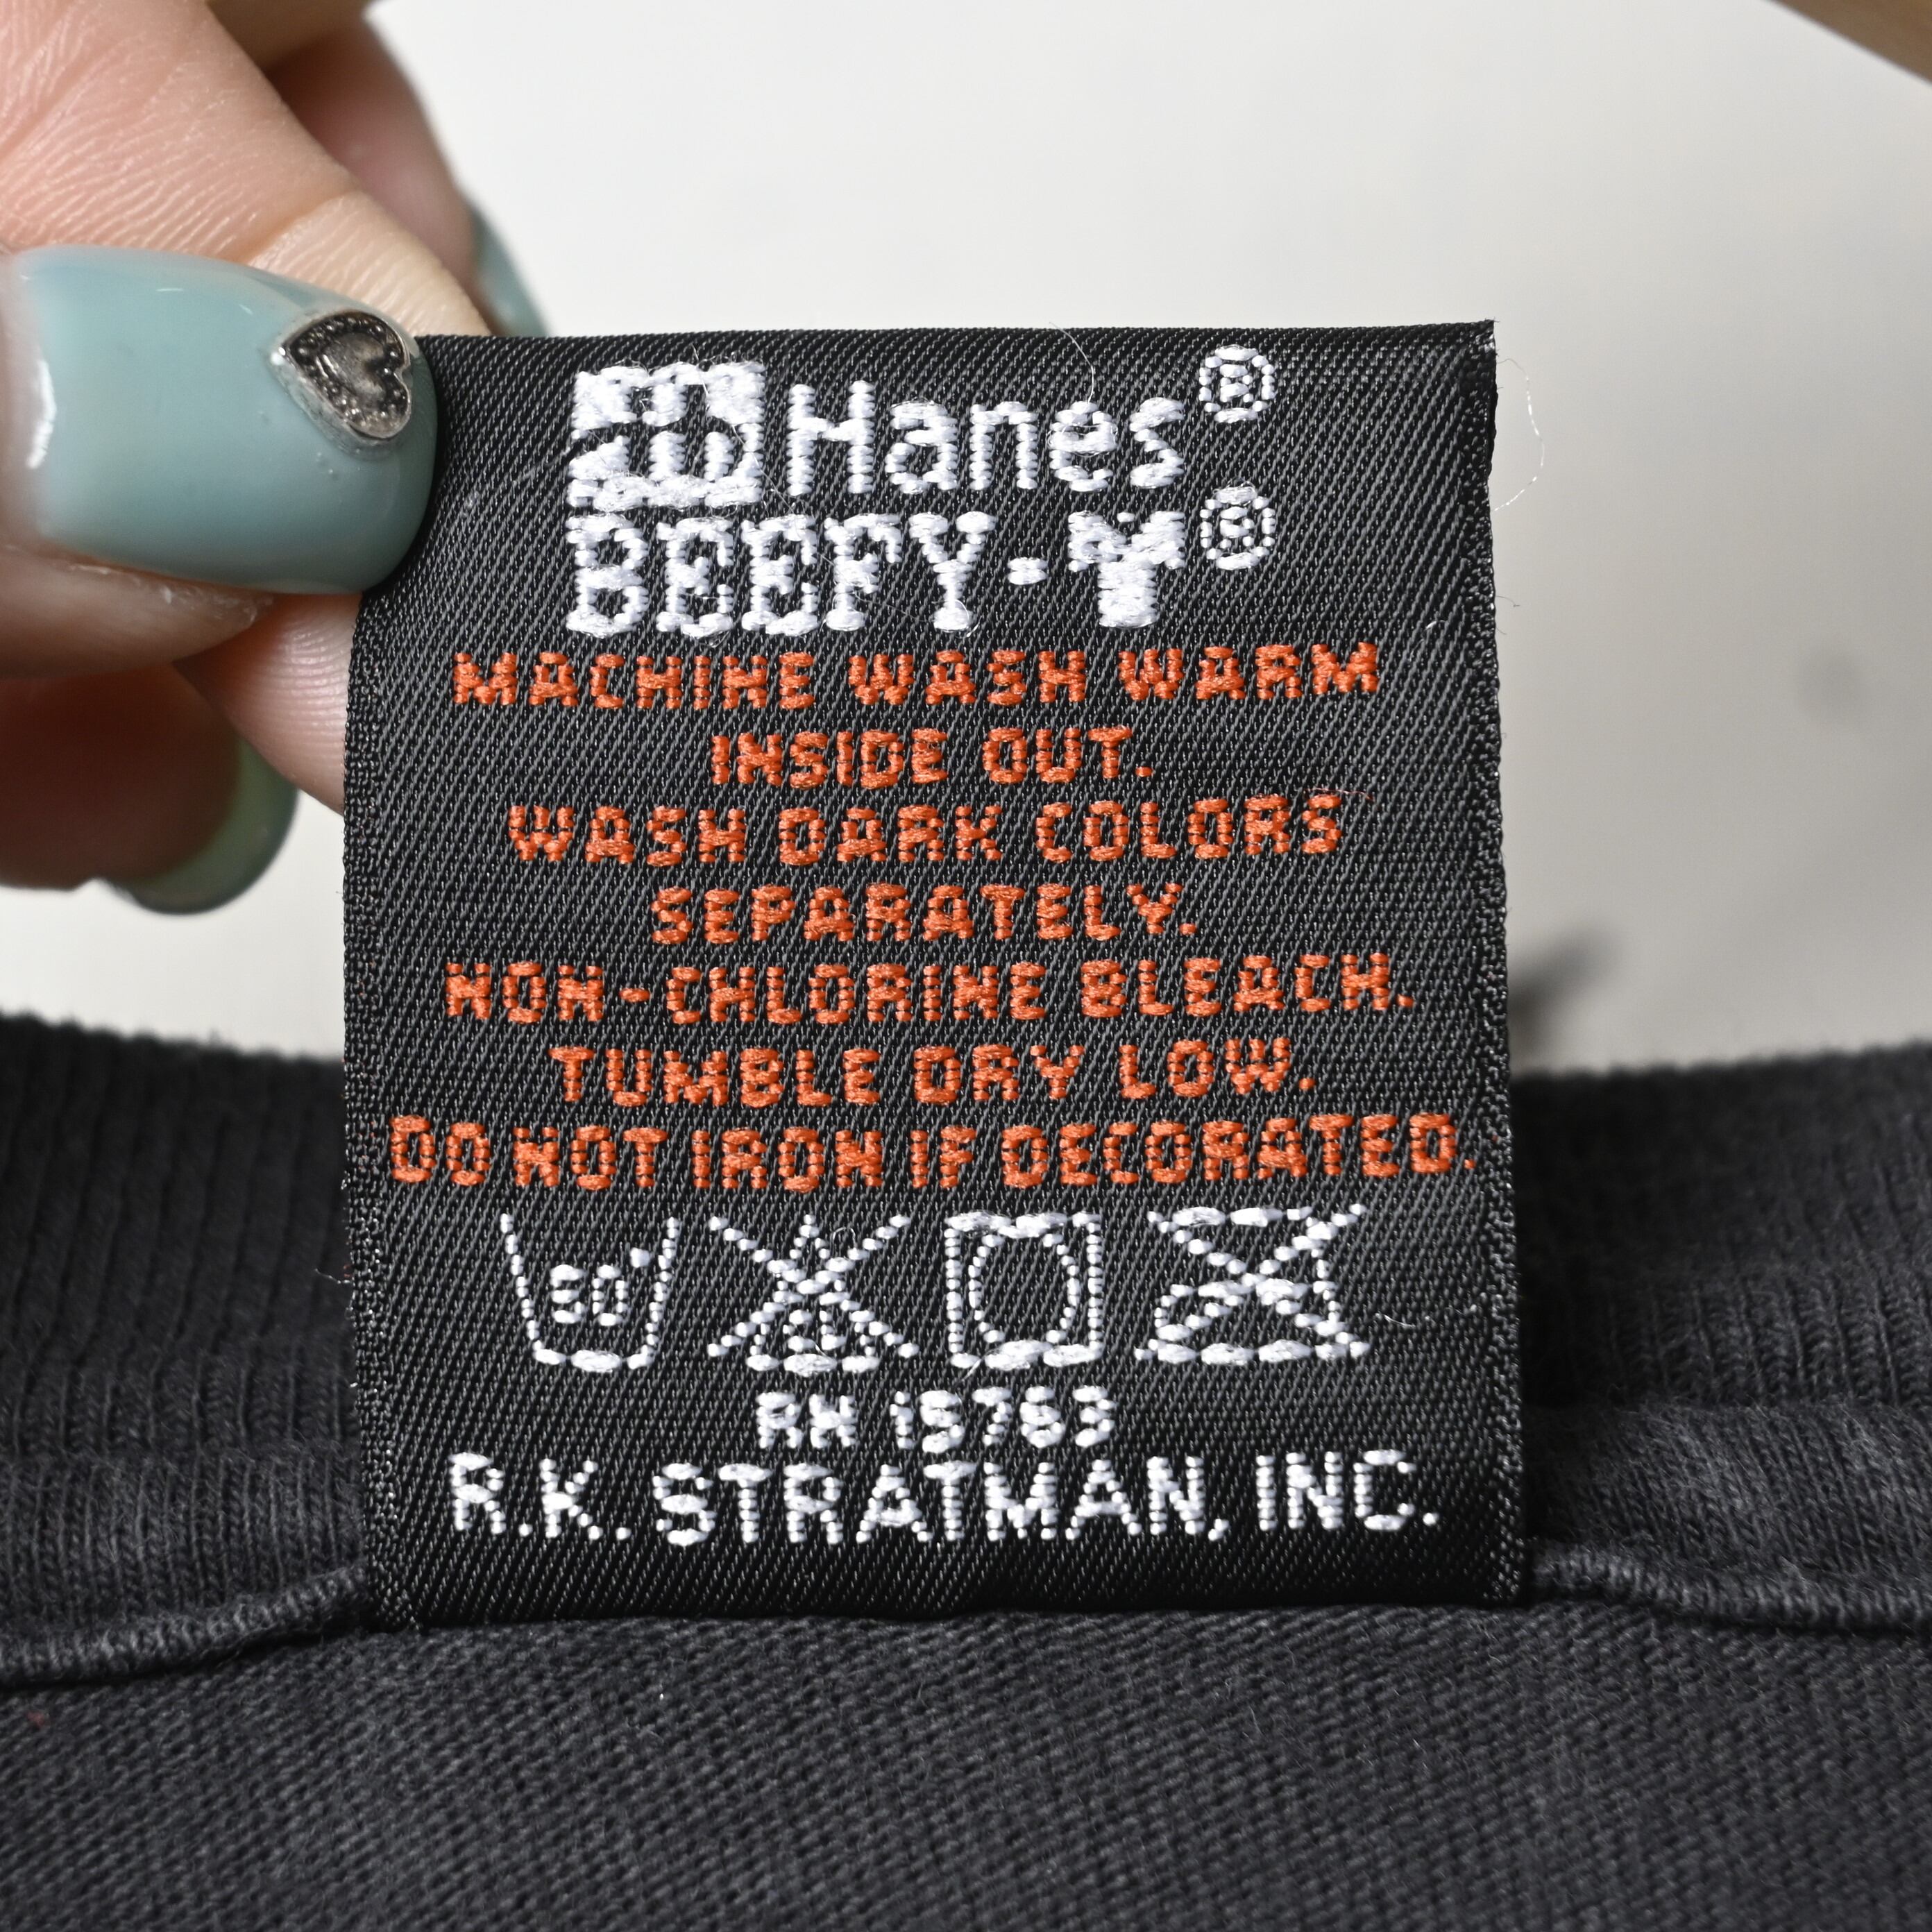 Hanes®
BEEFY-T®
MACHINE WASH WARM
INSIDE OUT.
WASH DARK COLORS
SEPARATELY.
NON-CHLORINE BLEACH.
TUMBLE DRY LOW.
DO NOT IRON IF DECORATED.
RN 15763
R.K. STRATMAN, INC.